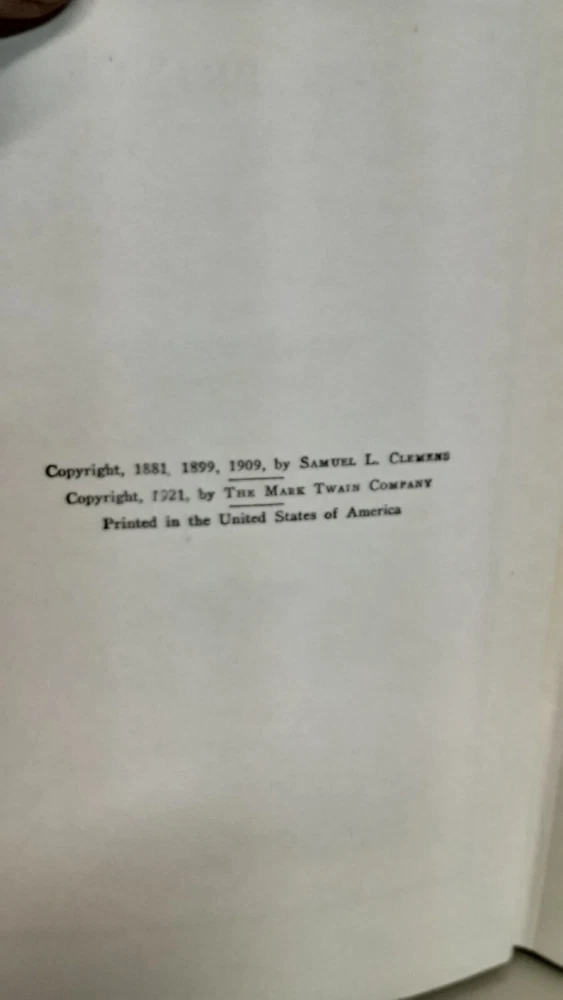 Copyright, 1881, 1899, 1909, by SAMUEL L. CLEMENS
Copyright, 1921, by THE MARK TWAIN COMPANY
Printed in the United States of America